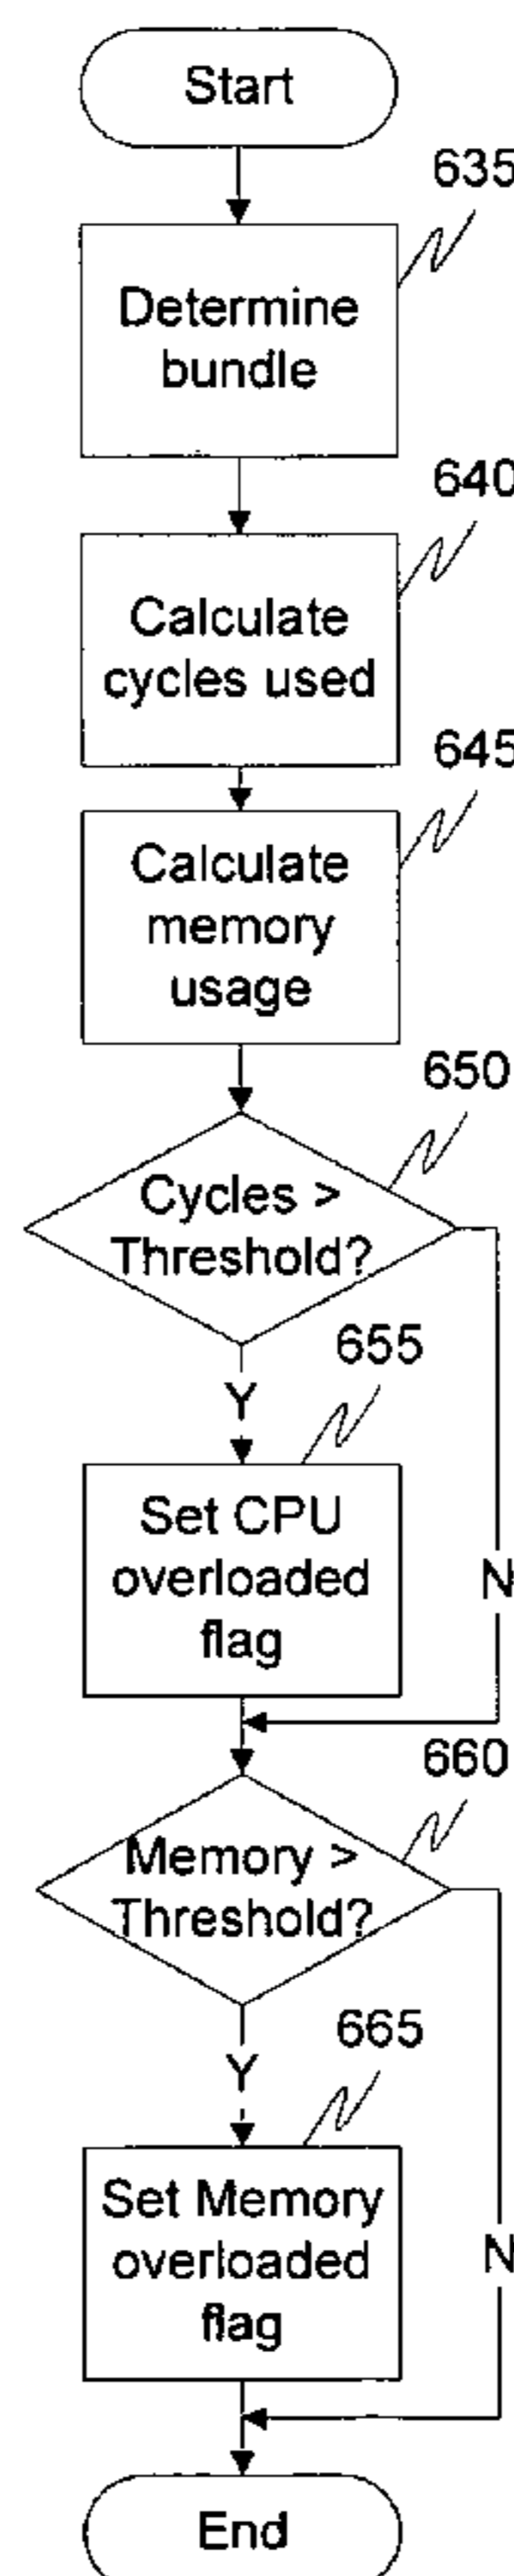 Start
635
Determine
bundle
640
Calculate
cycles used
645
Calculate
memory
usage
650
Cycles >
Threshold?
655
Y
Set CPU
overloaded
flag
N
660
Memory >
Threshold?
665
Y
Set Memory
overloaded
flag
N
End